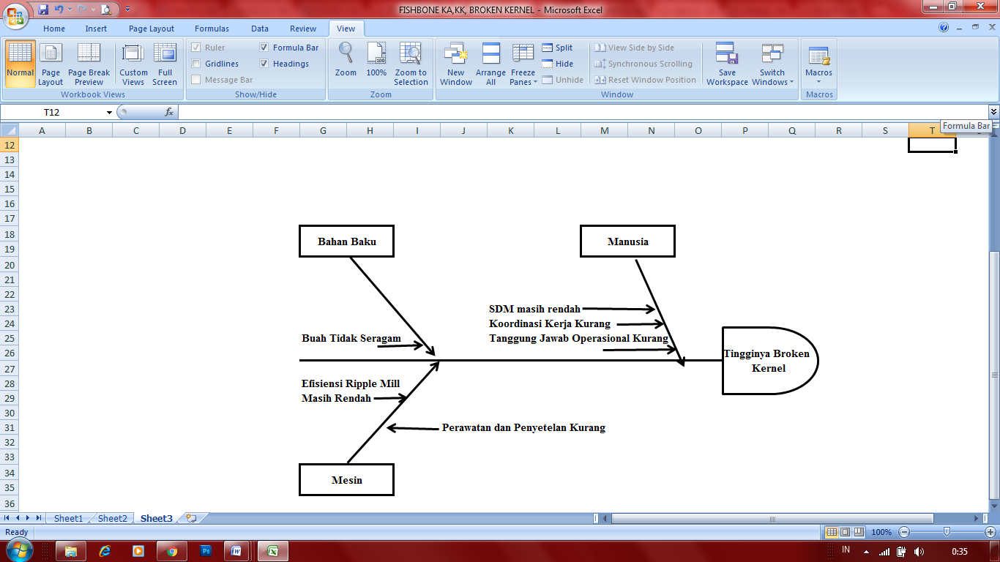 FISHBONE KA,KK, BROKEN KERNEL - Microsoft Excel
Home Insert Page Layout Formulas Data Review View
Normal
Page Layout
Page Break Preview
Custom Views
Full Screen
Workbook Views
Ruler
Gridlines
Message Bar
Formula Bar
Headings
Show/Hide
Zoom
100%
Zoom to Selection
Zoom
New Window
Arrange All
Freeze Panes
Split
Hide
Unhide
View Side by Side
Synchronous Scrolling
Reset Window Position
Window
Save Workspace
Switch Windows
Macros
Macros
T12
fx
Formula Bar
A B C D E F G H I J K L M N O P Q R S T
12
13
14
15
16
17
18
19
20
21
22
23
24
25
26
27
28
29
30
31
32
33
34
35
36
Bahan Baku
Manusia
SDM masih rendah
Koordinasi Kerja Kurang
Buah Tidak Seragam
Tanggung Jawab Operasional Kurang
Tingginya Broken
Kernel
Efisiensi Ripple Mill
Masih Rendah
Perawatan dan Penyetelan Kurang
Mesin
Sheet1 Sheet2 Sheet3
Ready
100%
Ps
IN
0:35